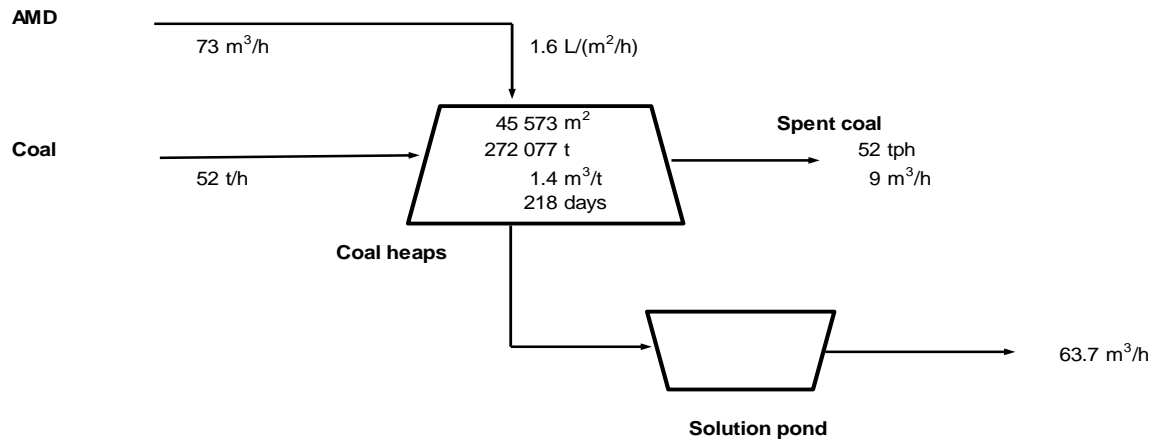 AMD
73 m³/h
1.6 L/(m²/h)
45 573 m²
272 077 t
1.4 m³/t
218 days
Coal
52 t/h
Spent coal
52 tph
9 m³/h
Coal heaps
63.7 m³/h
Solution pond